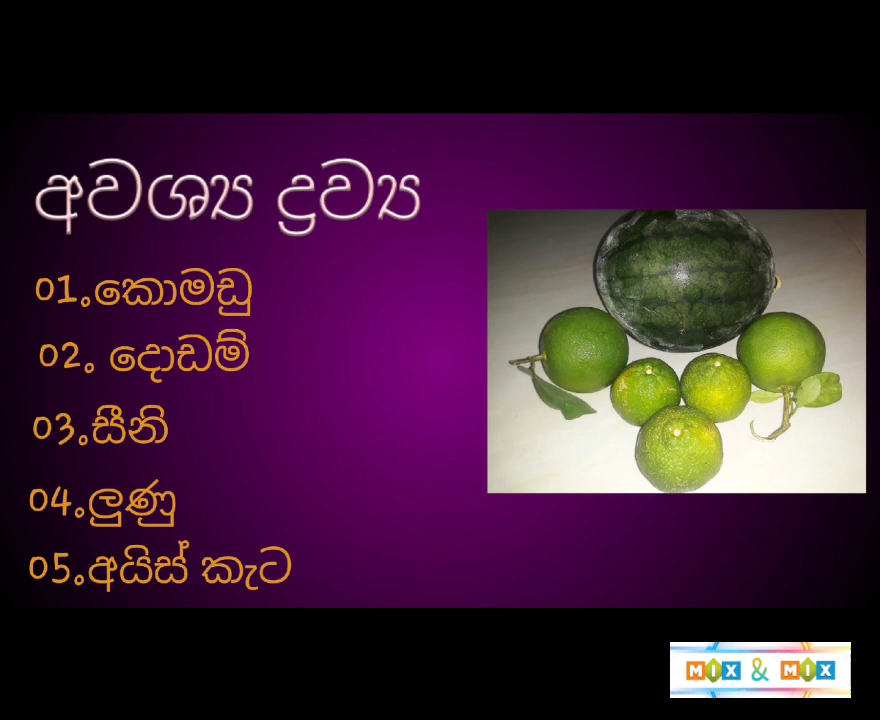 අවශ්‍ය ද්‍රව්‍ය
01.කොමඩු
02. දොඩම්
03.සීනි
04.ලුණු
05.අයිස් කැට
MIX & MIX